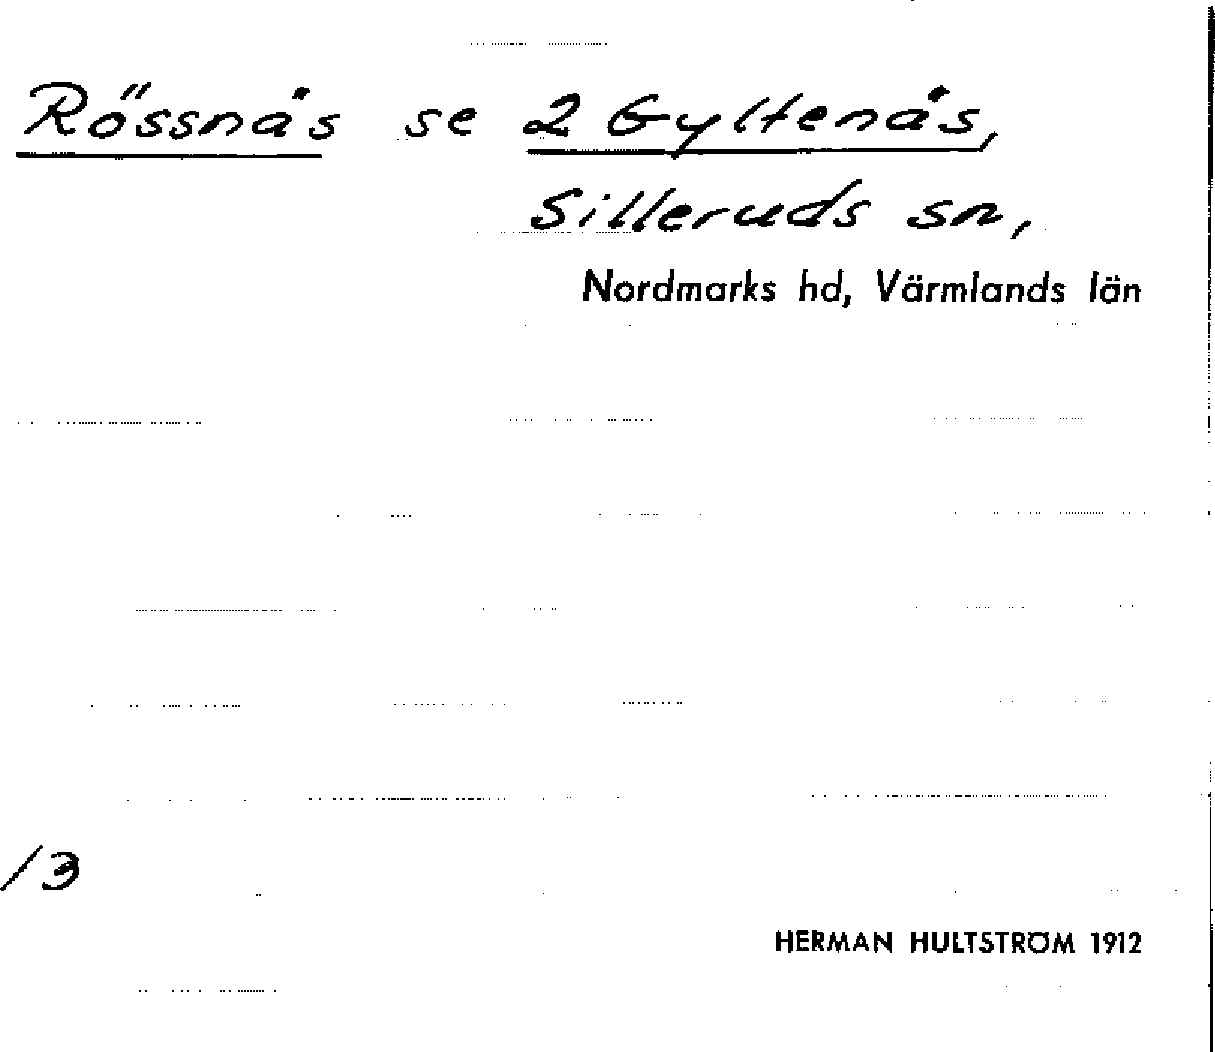 Rössnäs se 2 Gyltenäs,
Silleruds sn,
Nordmarks hd, Värmlands län
/3
HERMAN HULTSTRÖM 1912